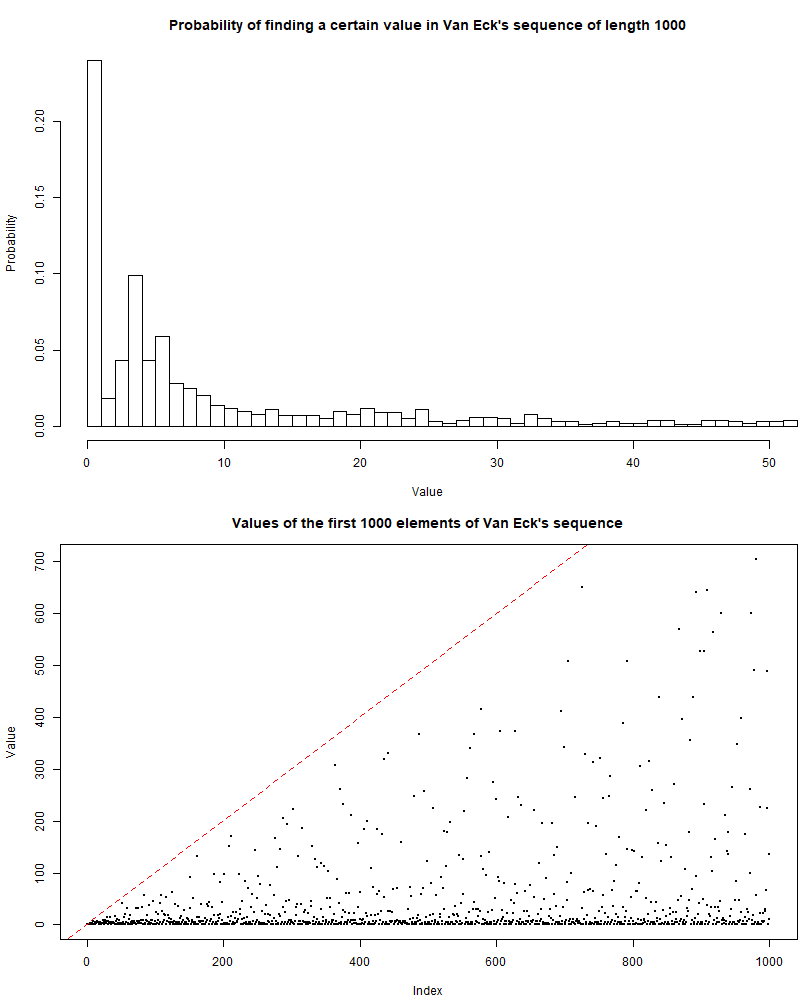 Probability of finding a certain value in Van Eck's sequence of length 1000
Probability
0.20
0.15
0.10
0.05
0.00
0 10 20 30 40 50
Value
Values of the first 1000 elements of Van Eck's sequence
Value
700
600
500
400
300
200
100
0
0 200 400 600 800 1000
Index